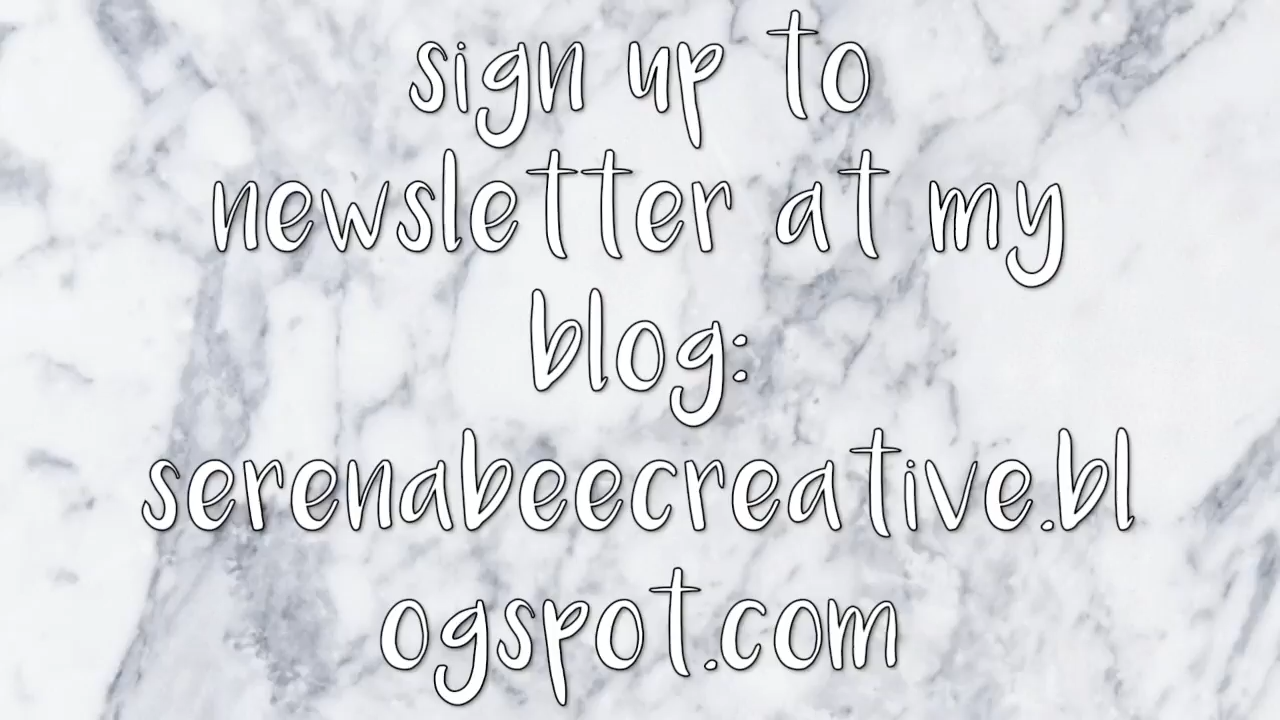 sign up to
newsletter at my
blog:
serenabeecreative.bl
ogspot.com